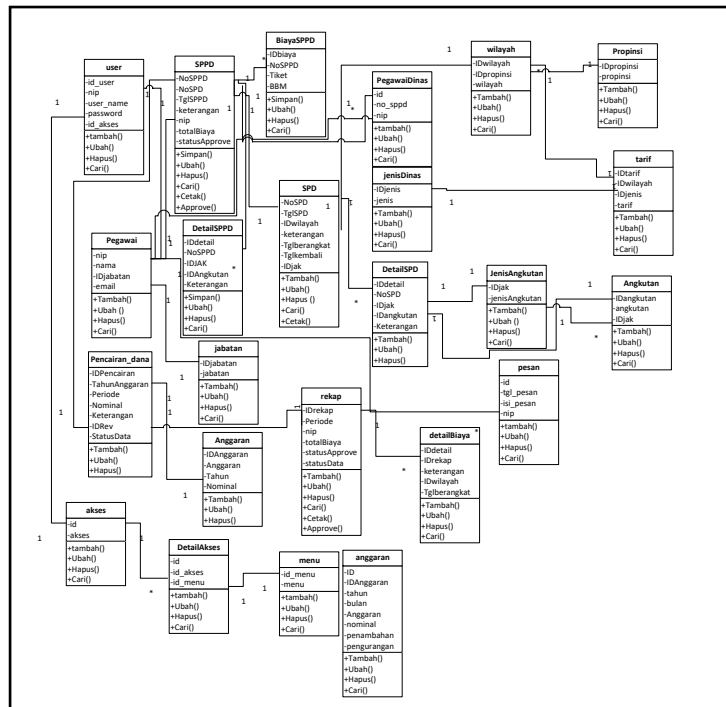 user
-id_user
-nip
-user_name
-password
-id_akses
+tambah()
+Ubah()
+Hapus()
+Cari()
SPPD
-NoSPPD
-NoSPD
-TglSPPD
-keterangan
-nip
-totalBiaya
-statusApprove
+Simpan()
+Ubah()
+Hapus()
+Cari()
+Cetak()
+Approve()
BiayaSPPD
-IDbiaya
-NoSPPD
-Tiket
-BBM
+Simpan()
+Ubah()
+Hapus()
+Cari()
PegawaiDinas
-id
-no_sppd
-nip
+tambah()
+Ubah()
+Hapus()
+Cari()
wilayah
-IDwilayah
-IDpropinsi
-wilayah
+Tambah()
+Ubah()
+Hapus()
+Cari()
Propinsi
-IDpropinsi
-propinsi
+Tambah()
+Ubah()
+Hapus()
+Cari()
tarif
-IDtarif
-IDwilayah
-IDjenis
-tarif
+Tambah()
+Ubah()
+Hapus()
+Cari()
jenisDinas
-IDjenis
-jenis
+Tambah()
+Ubah()
+Hapus()
+Cari()
SPD
-NoSPD
-TglSPD
-IDwilayah
-keterangan
-Tglberangkat
-Tglkembali
-IDjak
+Tambah()
+Ubah()
+Hapus ()
+Cari()
+Cetak()
DetailSPPD
-IDdetail
-NoSPPD
-IDJAK
-IDAngkutan
-Keterangan
+Simpan()
+Ubah()
+Hapus()
+Cari()
Pegawai
-nip
-nama
-IDjabatan
-email
+Tambah()
+Ubah ()
+Hapus()
+Cari()
DetailSPD
-IDdetail
-NoSPD
-IDjak
-IDangkutan
-Keterangan
+Tambah()
+Ubah()
+Hapus()
JenisAngkutan
-IDjak
-jenisAngkutan
+Tambah()
+Ubah ()
+Hapus()
+Cari()
Angkutan
-IDangkutan
-angkutan
-IDjak
+Tambah()
+Ubah()
+Hapus()
+Cari()
Pencairan_dana
-IDPencairan
-TahunAnggaran
-Periode
-Nominal
-Keterangan
-IDRev
-StatusData
+Tambah()
+Ubah()
+Hapus()
jabatan
-IDjabatan
-jabatan
+Tambah()
+Ubah()
+Hapus()
+Cari()
rekap
-IDrekap
-Periode
-nip
-totalBiaya
-statusApprove
-statusData
+Tambah()
+Ubah()
+Hapus()
+Cari()
+Cetak()
+Approve()
pesan
-id
-tgl_pesan
-isi_pesan
-nip
+tambah()
+Ubah()
+Hapus()
+Cari()
detailBiaya
-IDdetail
-IDrekap
-keterangan
-IDwilayah
-Tglberangkat
+Tambah()
+Ubah()
+Hapus()
+Cari()
Anggaran
-IDAnggaran
-Anggaran
-Tahun
-Nominal
+Tambah()
+Ubah()
+Hapus()
akses
-id
-akses
+tambah()
+Ubah()
+Hapus()
+Cari()
DetailAkses
-id
-id_akses
-id_menu
+tambah()
+Ubah()
+Hapus()
+Cari()
menu
-id_menu
-menu
+tambah()
+Ubah()
+Hapus()
+Cari()
anggaran
-ID
-IDAnggaran
-tahun
-bulan
-Anggaran
-nominal
-penambahan
-pengurangan
+Tambah()
+Ubah()
+Hapus()
+Cari()